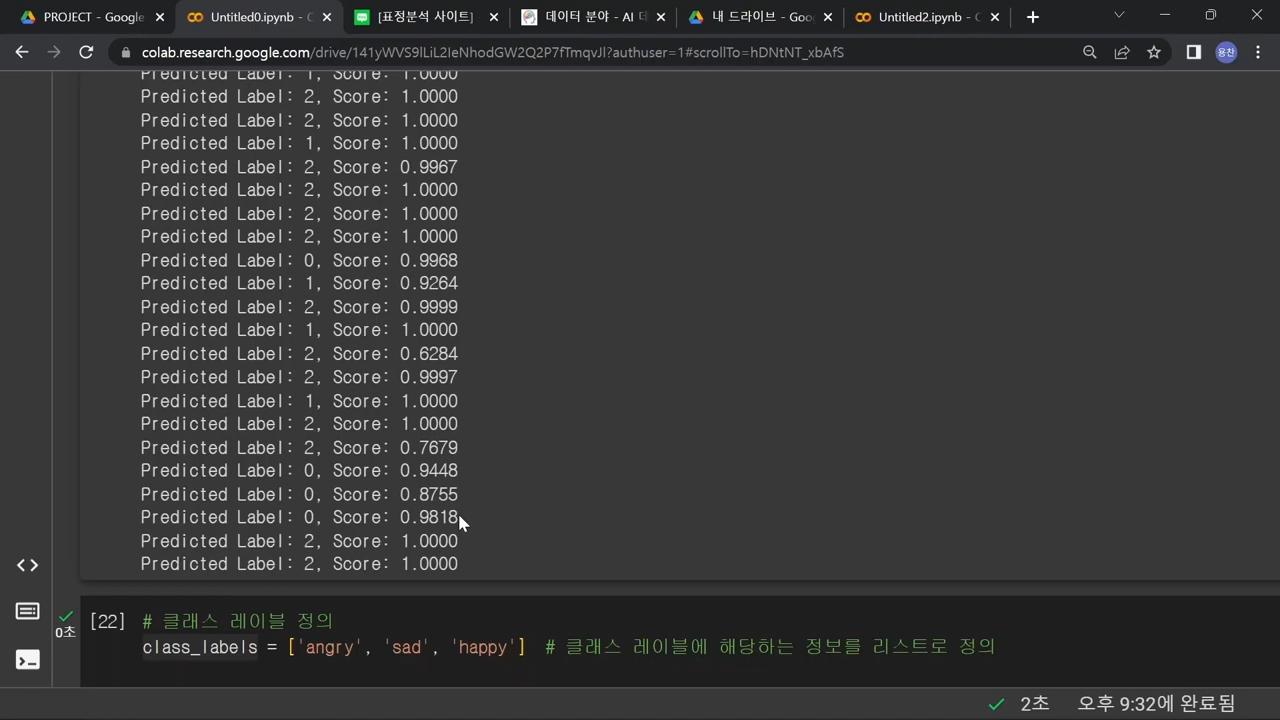 PROJECT - Google
Untitled0.ipynb - C
[표정분석 사이트]
데이터 분야 - AI 데
내 드라이브 - Goo
Untitled2.ipynb - C
colab.research.google.com/drive/141yWVS9lLiL2IeNhodGW2Q2P7fTmqvJl?authuser=1#scrollTo=hDNtNT_xbAfS
용찬
Predicted Label: 1, Score: 1.0000
Predicted Label: 2, Score: 1.0000
Predicted Label: 2, Score: 1.0000
Predicted Label: 1, Score: 1.0000
Predicted Label: 2, Score: 0.9967
Predicted Label: 2, Score: 1.0000
Predicted Label: 2, Score: 1.0000
Predicted Label: 2, Score: 1.0000
Predicted Label: 0, Score: 0.9968
Predicted Label: 1, Score: 0.9264
Predicted Label: 2, Score: 0.9999
Predicted Label: 1, Score: 1.0000
Predicted Label: 2, Score: 0.6284
Predicted Label: 2, Score: 0.9997
Predicted Label: 1, Score: 1.0000
Predicted Label: 2, Score: 1.0000
Predicted Label: 2, Score: 0.7679
Predicted Label: 0, Score: 0.9448
Predicted Label: 0, Score: 0.8755
Predicted Label: 0, Score: 0.9818
Predicted Label: 2, Score: 1.0000
Predicted Label: 2, Score: 1.0000
[22] # 클래스 레이블 정의
0초
class_labels = ['angry', 'sad', 'happy'] # 클래스 레이블에 해당하는 정보를 리스트로 정의
2초 오후 9:32에 완료됨